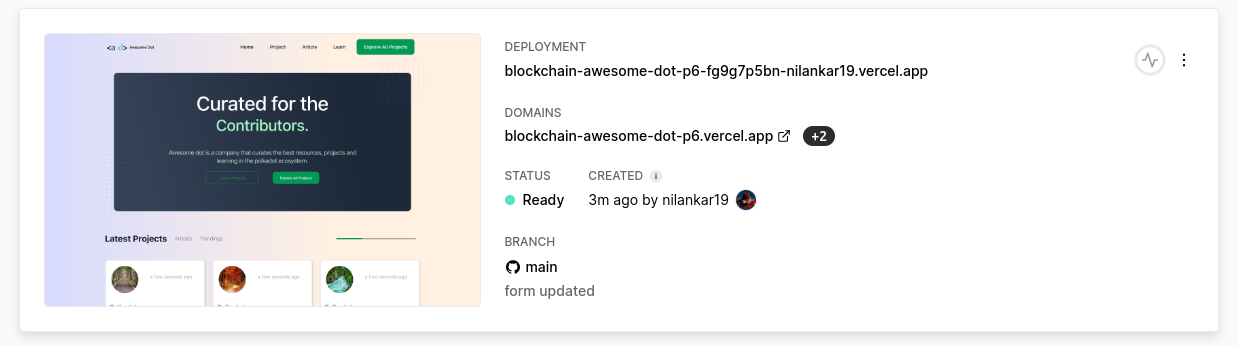 Awesome Dot
Home Project Article Learn Explore All Projects
Curated for the
Contributors.
Awesome dot is a company that curates the best resources, projects and
learning in the polkadot ecosystem.
Search Projects Explore All Projects
Latest Projects Articles Trendings
a few seconds ago a few seconds ago a few seconds ago
DEPLOYMENT
blockchain-awesome-dot-p6-fg9g7p5bn-nilankar19.vercel.app
DOMAINS
blockchain-awesome-dot-p6.vercel.app +2
STATUS CREATED
Ready 3m ago by nilankar19
BRANCH
main
form updated